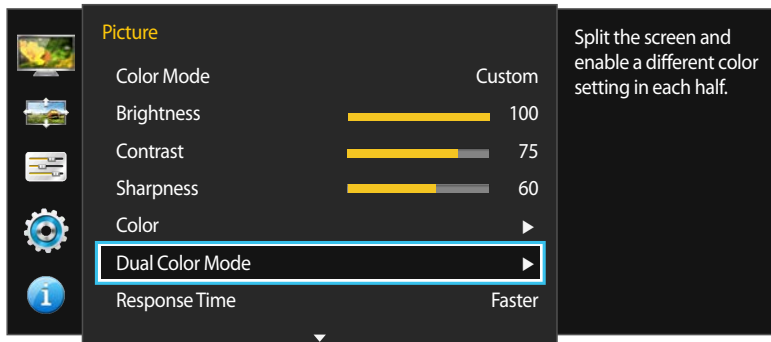 Picture
Color Mode Custom
Brightness 100
Contrast 75
Sharpness 60
Color
Dual Color Mode
Response Time Faster
Split the screen and
enable a different color
setting in each half.